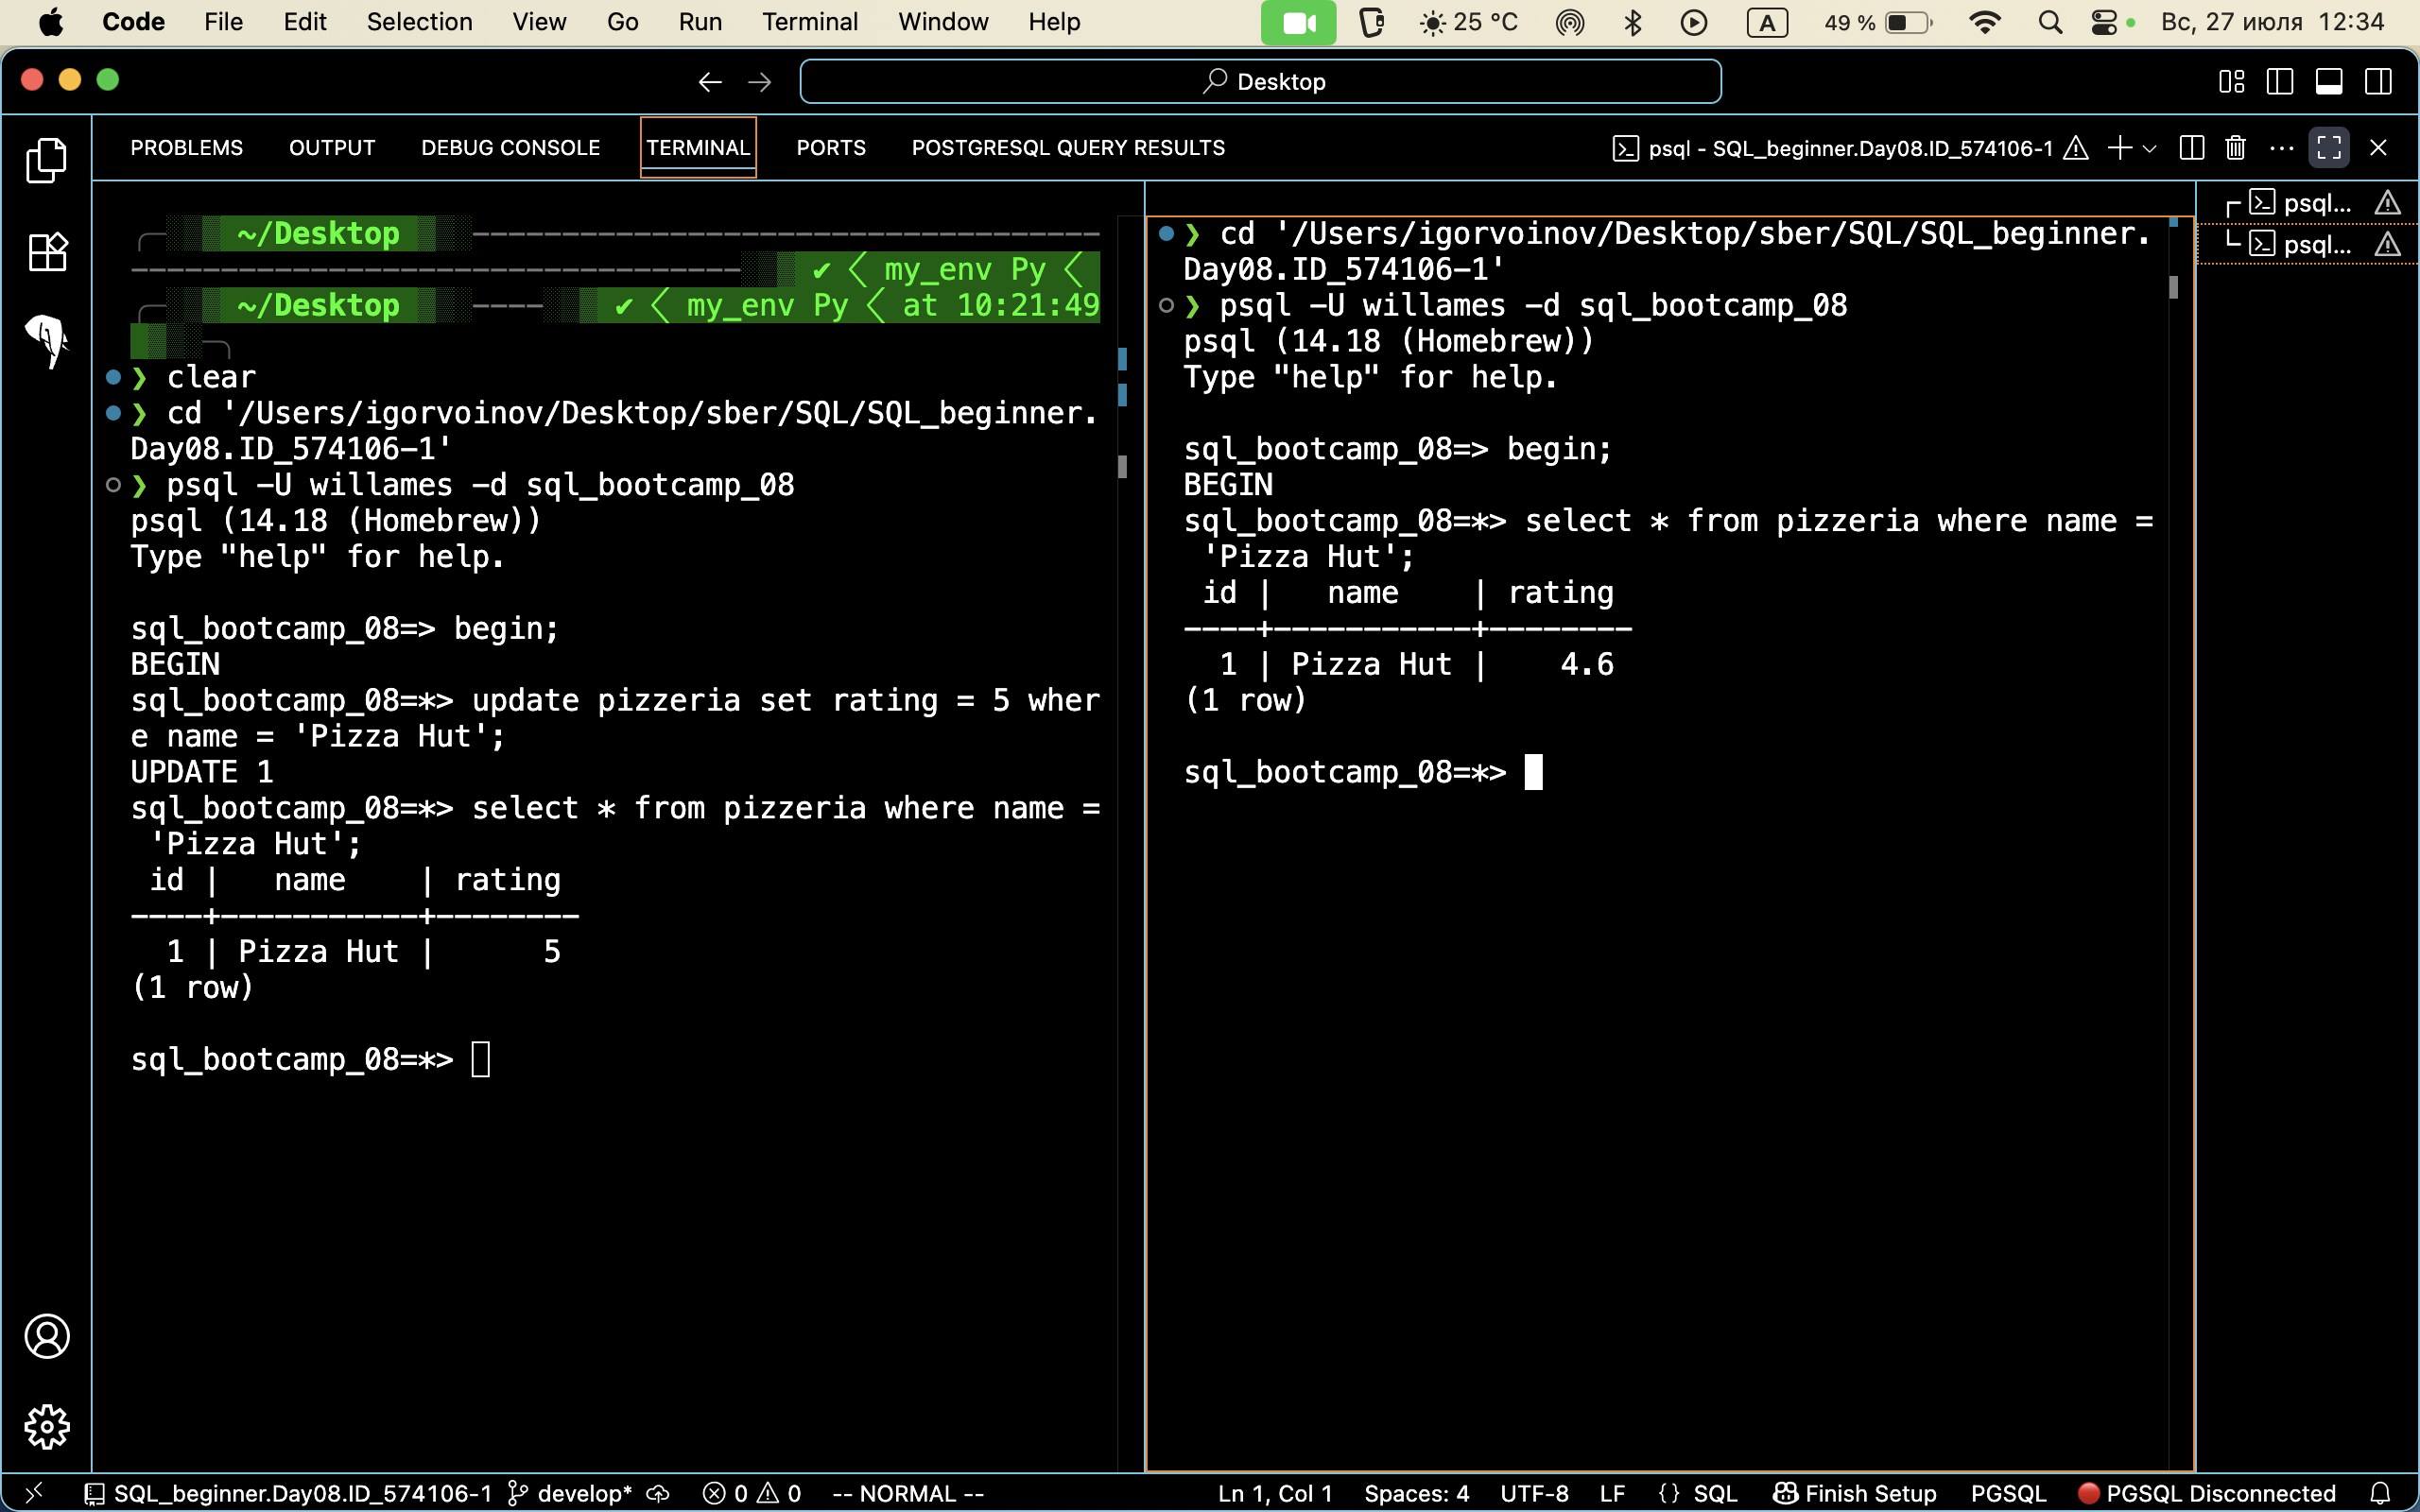 Code File Edit Selection View Go Run Terminal Window Help 25 °C A 49 % Вс, 27 июля 12:34
Desktop
PROBLEMS OUTPUT DEBUG CONSOLE TERMINAL PORTS POSTGRESQL QUERY RESULTS psql - SQL_beginner.Day08.ID_574106-1
~/Desktop
✔ my_env Py
~/Desktop ✔ my_env Py at 10:21:49
❯ clear
❯ cd '/Users/igorvoinov/Desktop/sber/SQL/SQL_beginner.
Day08.ID_574106-1'
❯ psql -U willames -d sql_bootcamp_08
psql (14.18 (Homebrew))
Type "help" for help.
sql_bootcamp_08=> begin;
BEGIN
sql_bootcamp_08=*> update pizzeria set rating = 5 wher
e name = 'Pizza Hut';
UPDATE 1
sql_bootcamp_08=*> select * from pizzeria where name =
'Pizza Hut';
id | name | rating
----+-----------+--------
1 | Pizza Hut | 5
(1 row)
sql_bootcamp_08=*>
❯ cd '/Users/igorvoinov/Desktop/sber/SQL/SQL_beginner.
Day08.ID_574106-1'
❯ psql -U willames -d sql_bootcamp_08
psql (14.18 (Homebrew))
Type "help" for help.
sql_bootcamp_08=> begin;
BEGIN
sql_bootcamp_08=*> select * from pizzeria where name =
'Pizza Hut';
id | name | rating
----+-----------+--------
1 | Pizza Hut | 4.6
(1 row)
sql_bootcamp_08=*>
psql...
psql...
SQL_beginner.Day08.ID_574106-1 develop* 0 0 -- NORMAL -- Ln 1, Col 1 Spaces: 4 UTF-8 LF {} SQL Finish Setup PGSQL PGSQL Disconnected